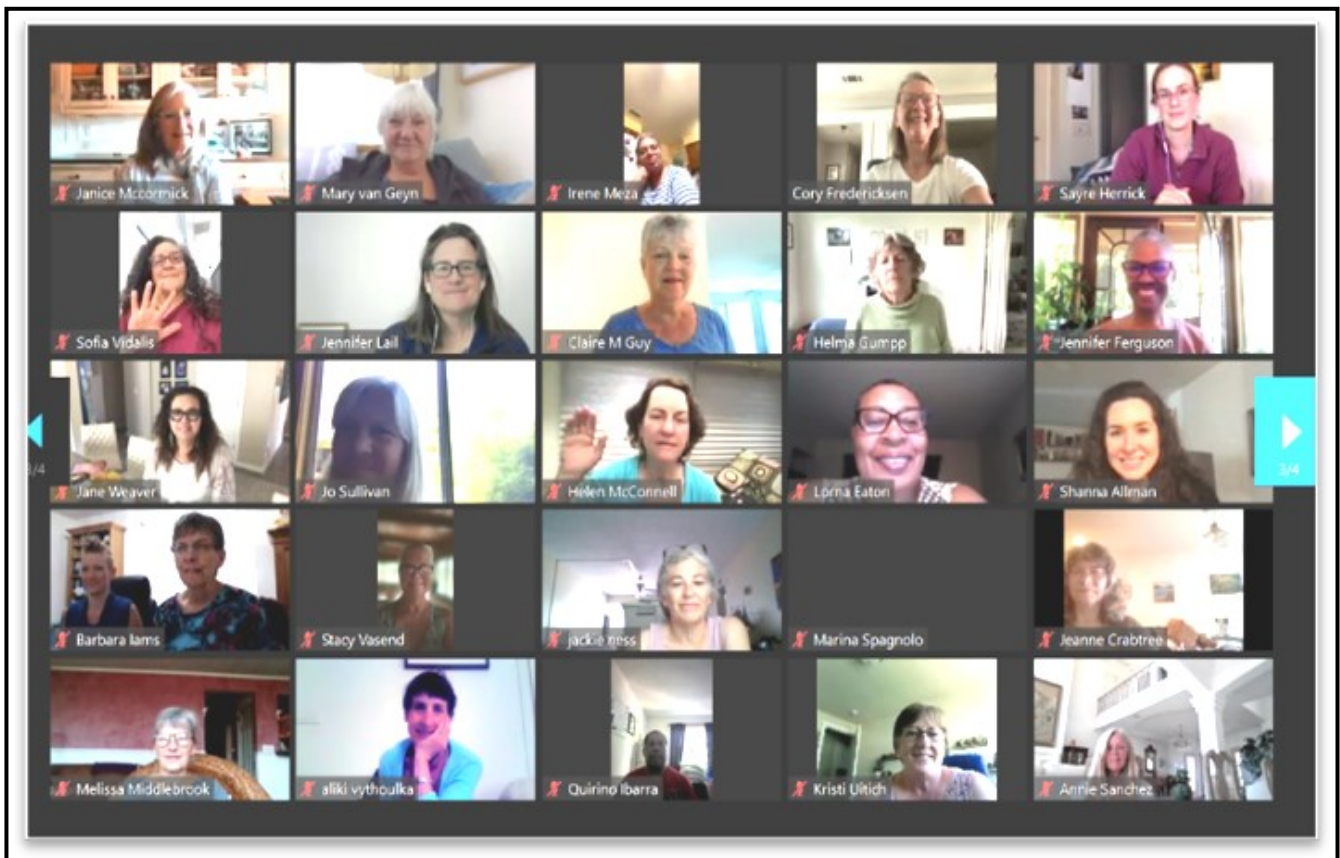 Janice Mccormick
Mary van Geyn
Irene Meza
Cory Fredericksen
Sayre Herrick
Sofia Vidalis
Jennifer Lail
Claire M Guy
Helma Gumpp
Jennifer Ferguson
Jane Weaver
Jo Sullivan
Helen McConnell
Lorna Eaton
Shanna Allman
3/4
3/4
Barbara Iams
Stacy Vasend
jackie ness
Marina Spagnolo
Jeanne Crabtree
Melissa Middlebrook
aliki vythoulka
Quirino Ibarra
Kristi Uitich
Annie Sanchez